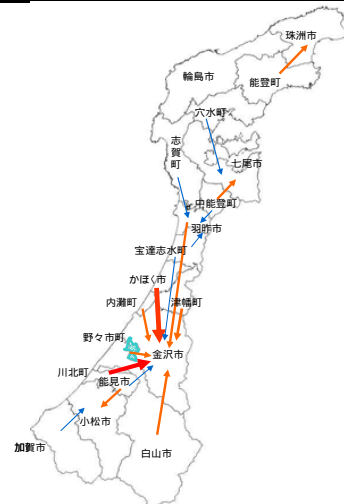 珠洲市
輪島市
能登町
穴水町
志賀町
七尾市
中能登町
羽咋市
宝達志水町
かほく市
内灘町
津幡町
野々市町
金沢市
川北町
能見市
小松市
加賀市
白山市